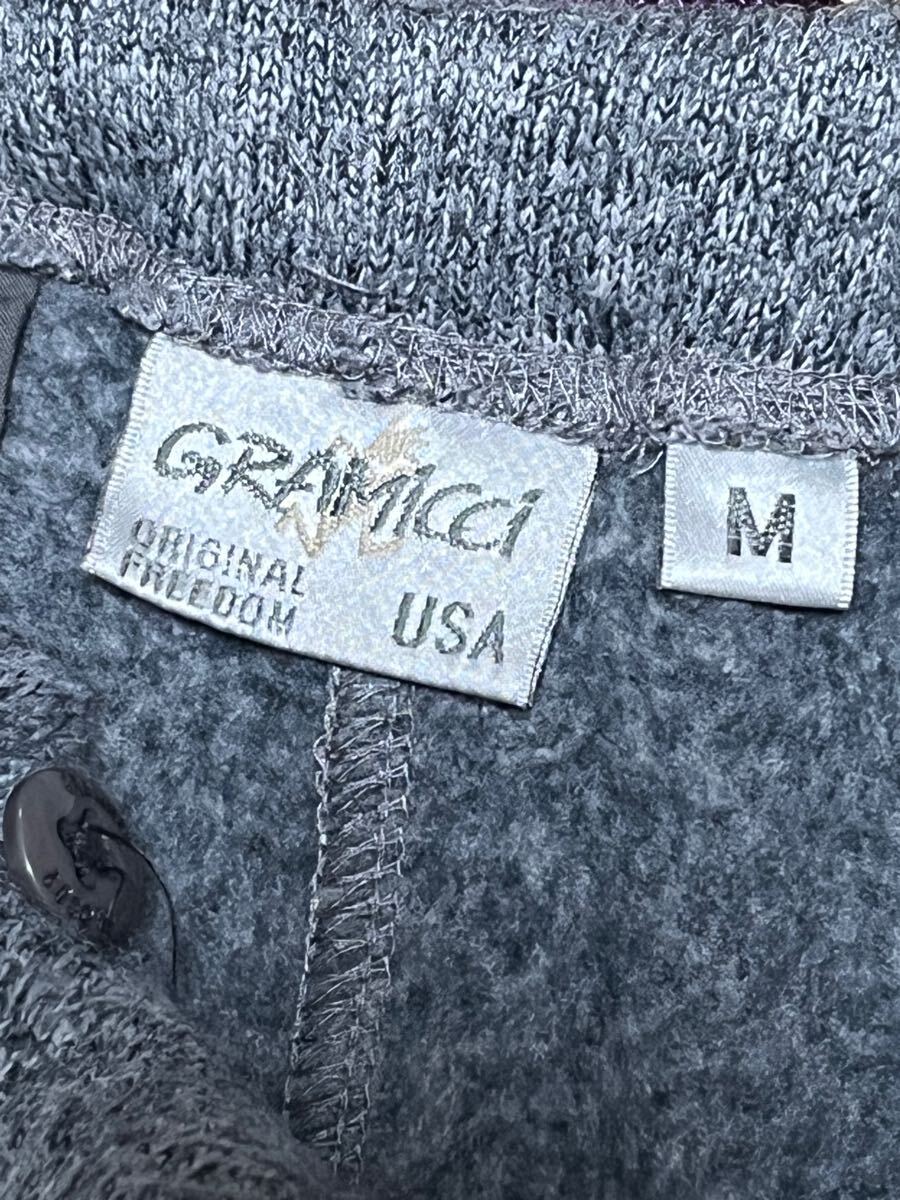 GRAMICCi
ORIGINAL
FREEDOM
USA
M